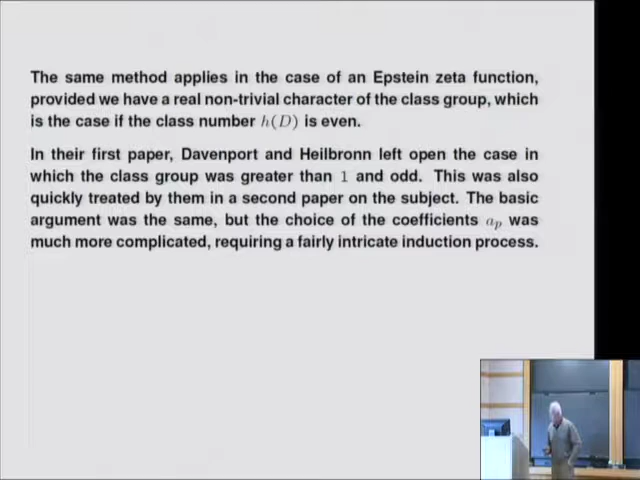 The same method applies in the case of an Epstein zeta function,
provided we have a real non-trivial character of the class group, which
is the case if the class number h(D) is even.
In their first paper, Davenport and Heilbronn left open the case in
which the class group was greater than 1 and odd. This was also
quickly treated by them in a second paper on the subject. The basic
argument was the same, but the choice of the coefficients a_p was
much more complicated, requiring a fairly intricate induction process.